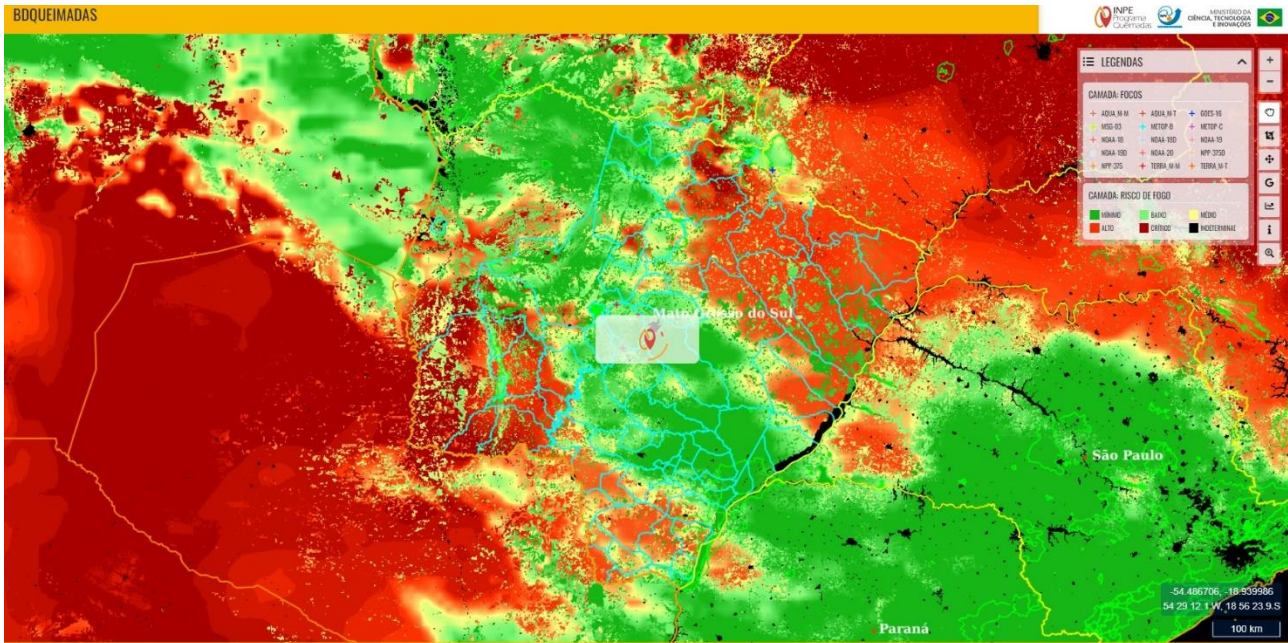 BDQUEIMADAS
INPE
Programa
Queimadas
MINISTÉRIO DA
CIÊNCIA, TECNOLOGIA
E INOVAÇÕES
LEGENDAS
CAMADA: FOCOS
AQUA_M-M AQUA_M-T GOES-16
MSG-03 METOP-B METOP-C
NOAA-18 NOAA-18D NOAA-19
NOAA-19D NOAA-20 NPP-375D
NPP-375 TERRA_M-M TERRA_M-T
CAMADA: RISCO DE FOGO
MÍNIMO BAIXO MÉDIO
ALTO CRÍTICO INDETERMINAE
Mato Grosso do Sul
São Paulo
Paraná
-54.486706, -18.939986
54 29 12.1 W, 18 56 23.9 S
100 km